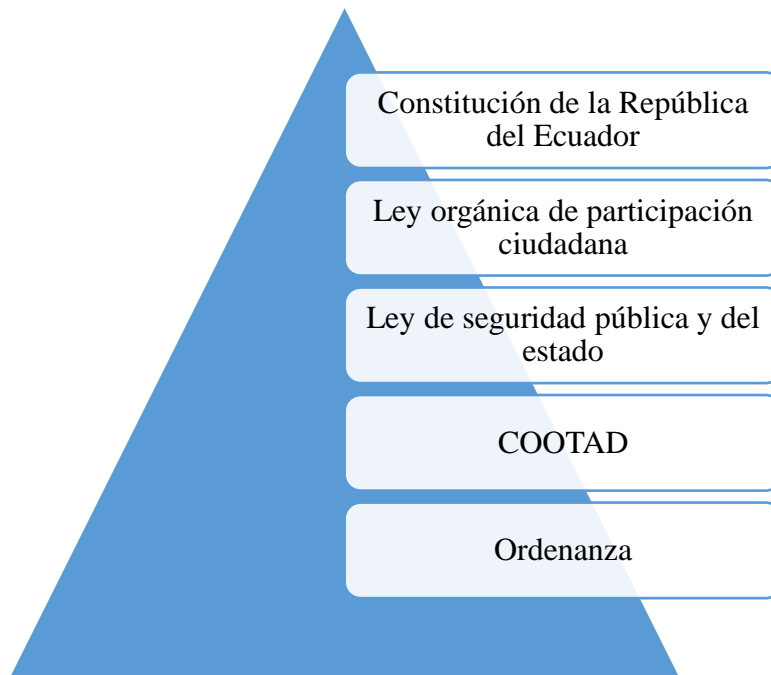 Constitución de la República
del Ecuador
Ley orgánica de participación
ciudadana
Ley de seguridad pública y del
estado
COOTAD
Ordenanza